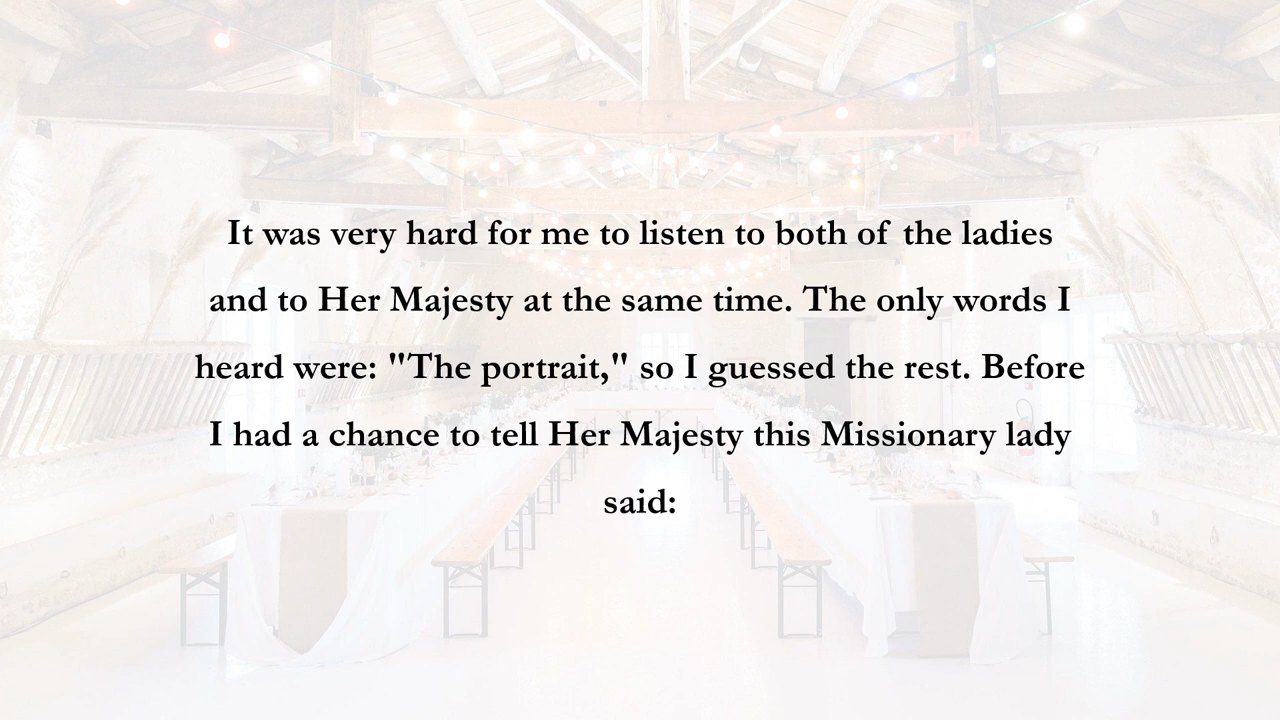 It was very hard for me to listen to both of the ladies
and to Her Majesty at the same time. The only words I
heard were: "The portrait," so I guessed the rest. Before
I had a chance to tell Her Majesty this Missionary lady
said: